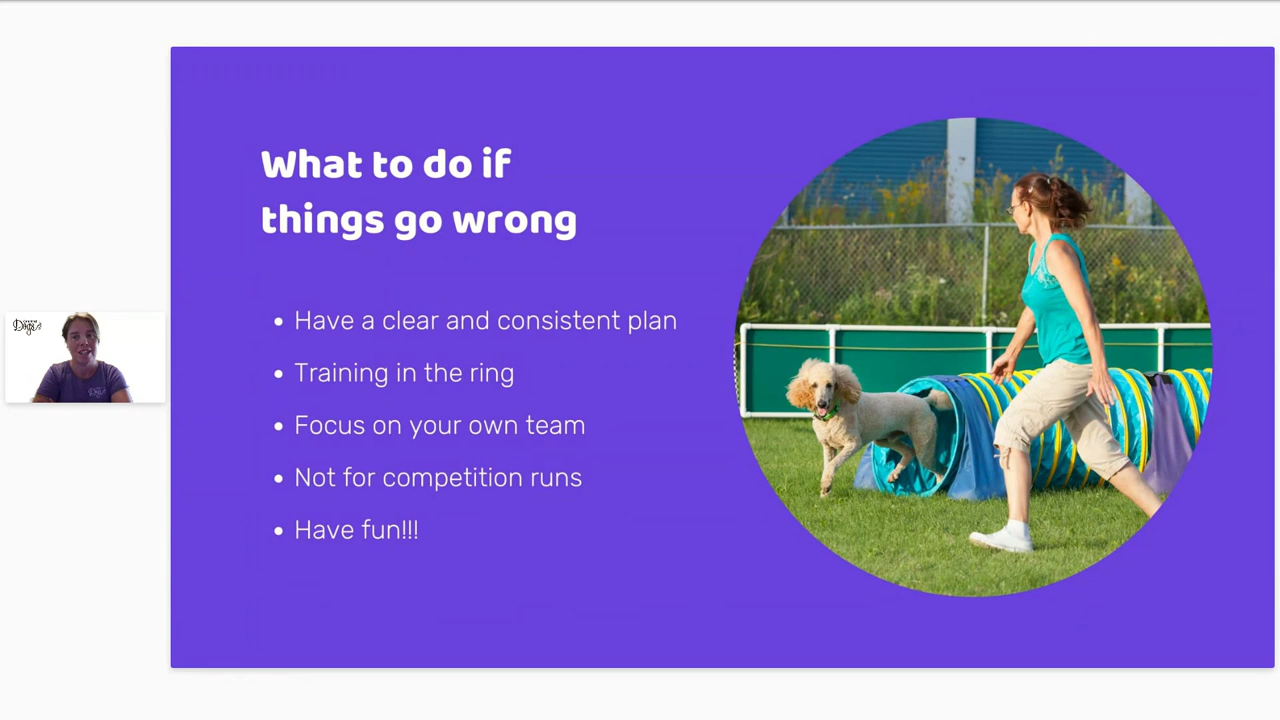 What to do if
things go wrong
• Have a clear and consistent plan
• Training in the ring
• Focus on your own team
• Not for competition runs
• Have fun!!!
Dogs